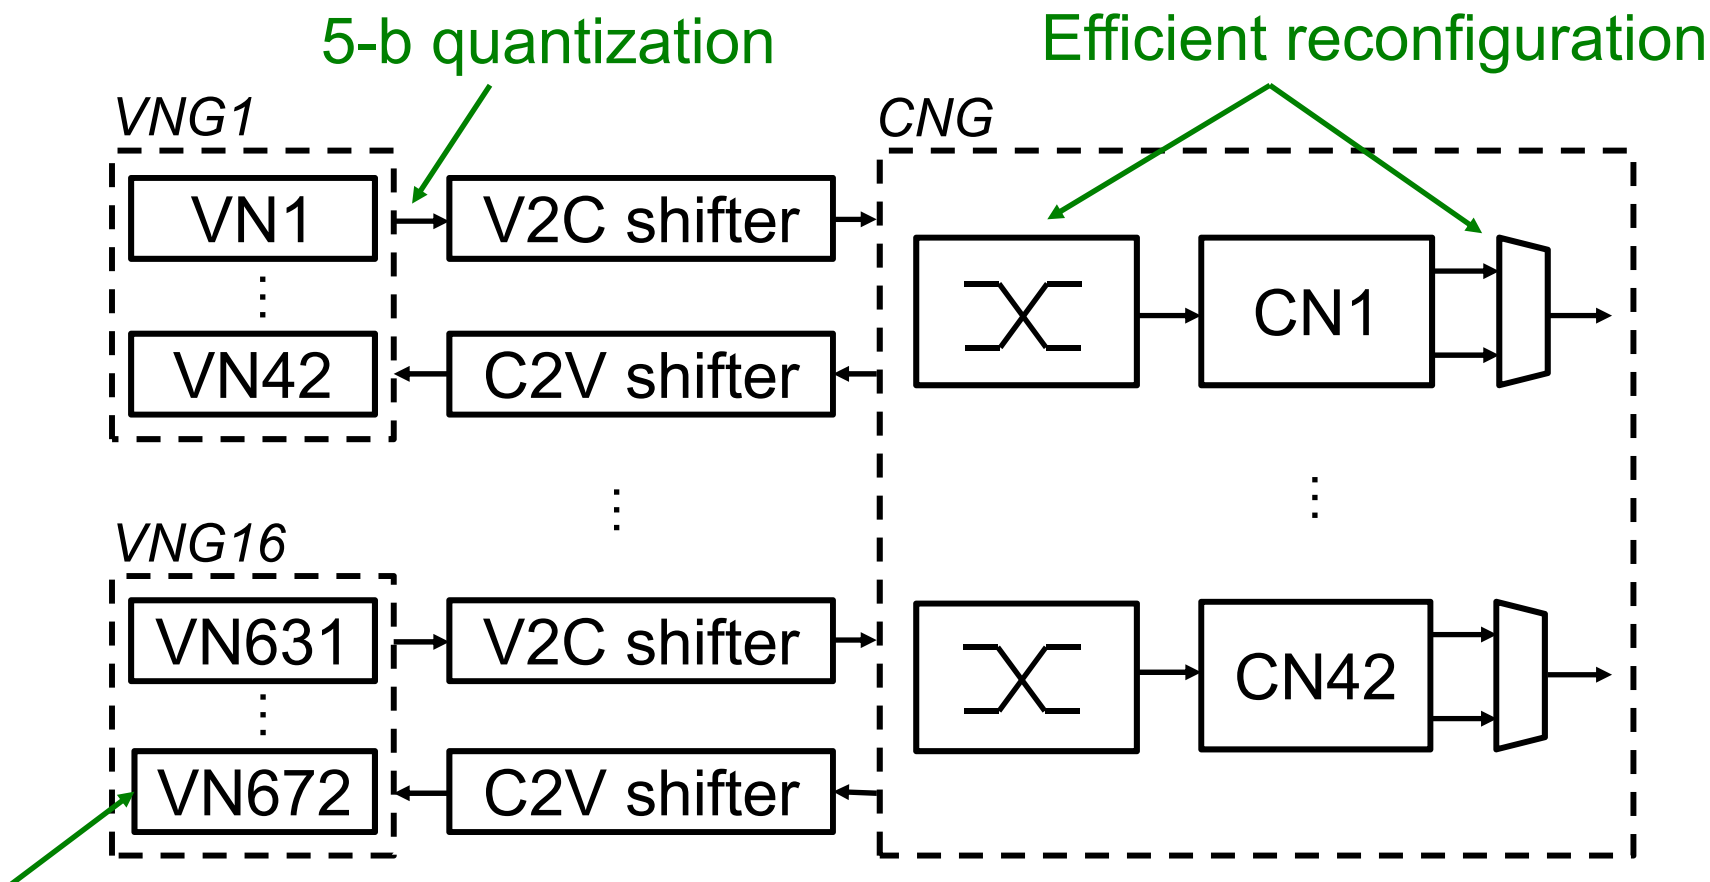 5-b quantization
Efficient reconfiguration
VNG1
CNG
VN1
V2C shifter
CN1
VN42
C2V shifter
VNG16
VN631
V2C shifter
CN42
VN672
C2V shifter